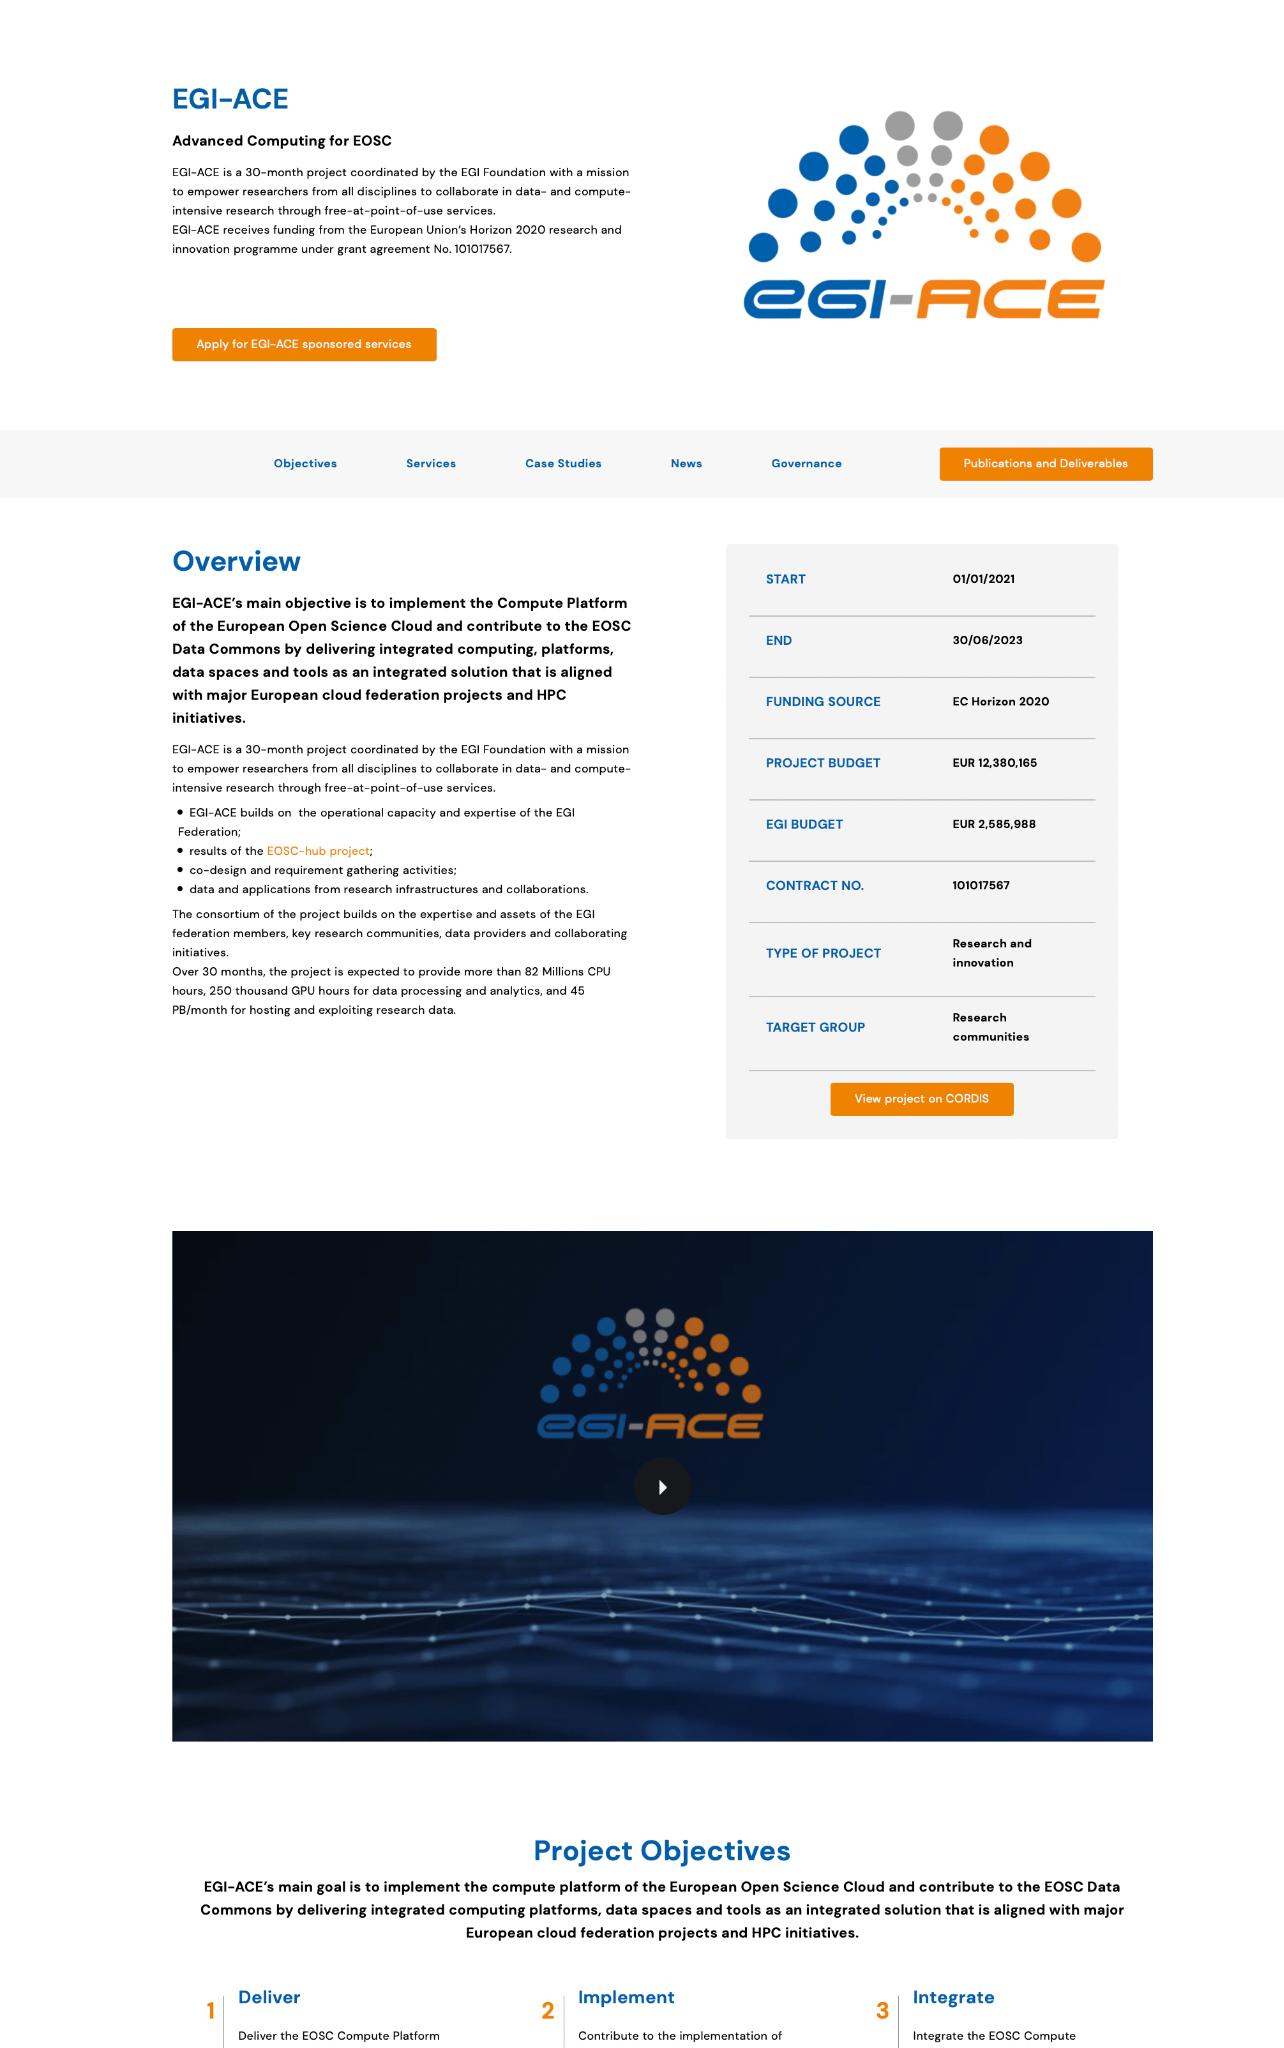 EGI-ACE
Advanced Computing for EOSC
EGI-ACE is a 30-month project coordinated by the EGI Foundation with a mission
to empower researchers from all disciplines to collaborate in data- and compute-
intensive research through free-at-point-of-use services.
EGI-ACE receives funding from the European Union's Horizon 2020 research and
innovation programme under grant agreement No. 101017567.
Apply for EGI-ACE sponsored services
EGI-ACE
Objectives
Services
Case Studies
News
Governance
Publications and Deliverables
Overview
EGI-ACE's main objective is to implement the Compute Platform
of the European Open Science Cloud and contribute to the EOSC
Data Commons by delivering integrated computing, platforms,
data spaces and tools as an integrated solution that is aligned
with major European cloud federation projects and HPC
initiatives.
EGI-ACE is a 30-month project coordinated by the EGI Foundation with a mission
to empower researchers from all disciplines to collaborate in data- and compute-
intensive research through free-at-point-of-use services.
• EGI-ACE builds on  the operational capacity and expertise of the EGI
Federation;
• results of the EOSC-hub project;
• co-design and requirement gathering activities;
• data and applications from research infrastructures and collaborations.
The consortium of the project builds on the expertise and assets of the EGI
federation members, key research communities, data providers and collaborating
initiatives.
Over 30 months, the project is expected to provide more than 82 Millions CPU
hours, 250 thousand GPU hours for data processing and analytics, and 45
PB/month for hosting and exploiting research data.
START 01/01/2021
END 30/06/2023
FUNDING SOURCE EC Horizon 2020
PROJECT BUDGET EUR 12,380,165
EGI BUDGET EUR 2,585,988
CONTRACT NO. 101017567
TYPE OF PROJECT Research and
innovation
TARGET GROUP Research
communities
View project on CORDIS
EGI-ACE
Project Objectives
EGI-ACE's main goal is to implement the compute platform of the European Open Science Cloud and contribute to the EOSC Data
Commons by delivering integrated computing platforms, data spaces and tools as an integrated solution that is aligned with major
European cloud federation projects and HPC initiatives.
1
Deliver
Deliver the EOSC Compute Platform
2
Implement
Contribute to the implementation of
3
Integrate
Integrate the EOSC Compute